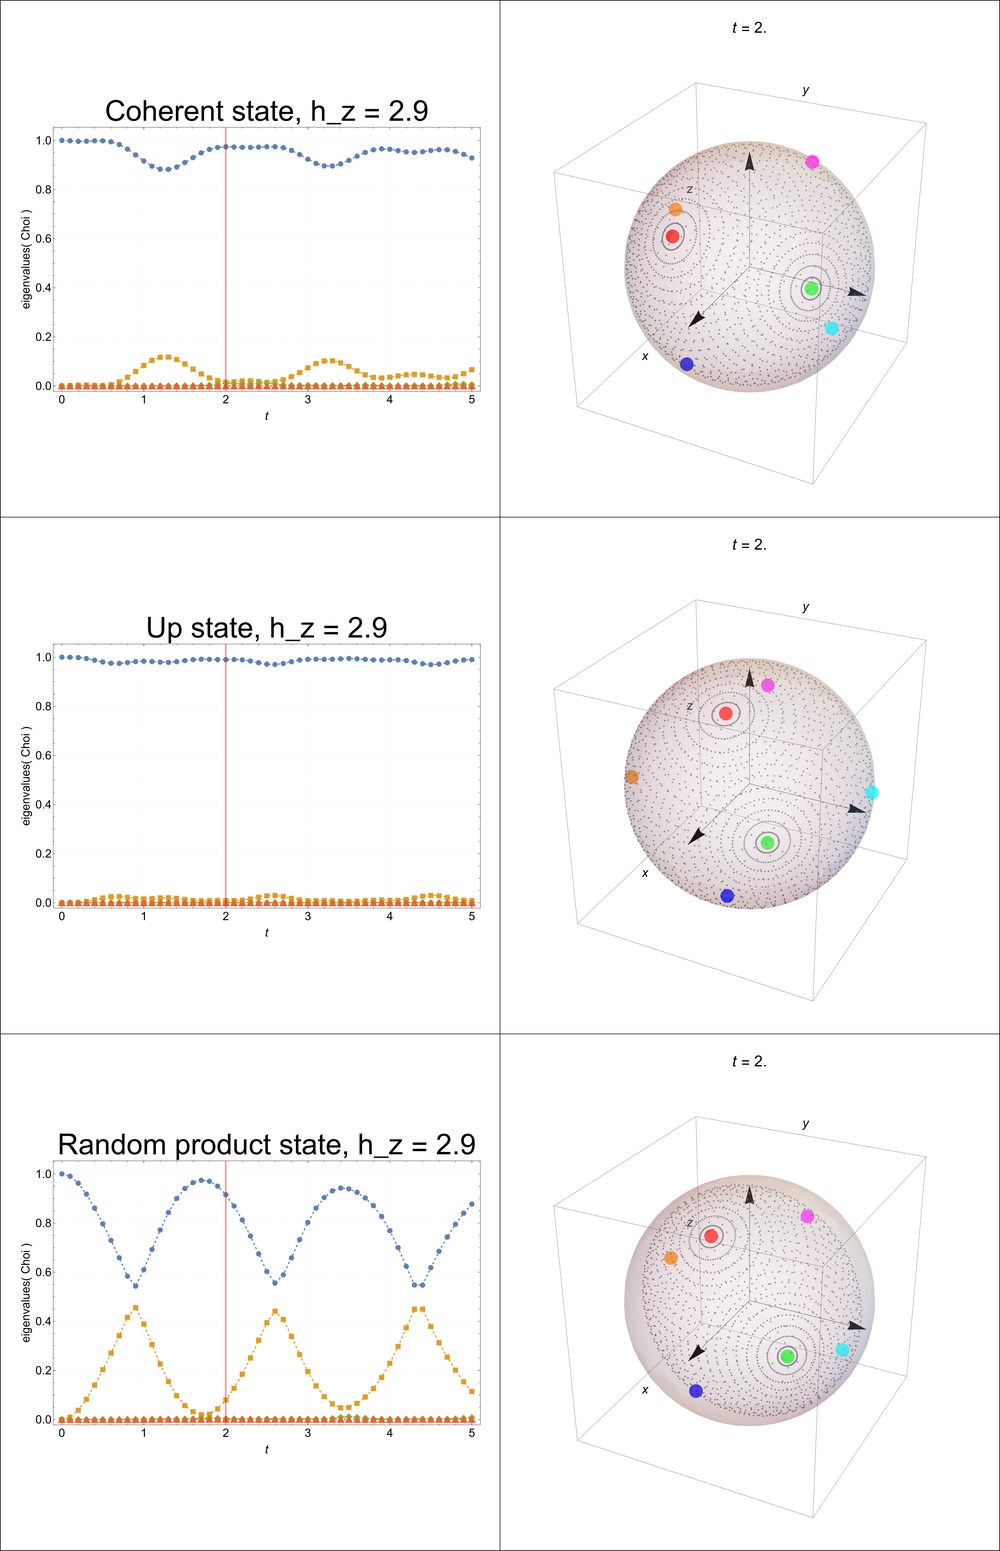 t = 2.
Coherent state, h_z = 2.9
1.0
0.8
0.6
0.4
0.2
0.0
eigenvalues( Choi )
0 1 2 3 4 5
t
y
z
x
t = 2.
Up state, h_z = 2.9
1.0
0.8
0.6
0.4
0.2
0.0
eigenvalues( Choi )
0 1 2 3 4 5
t
y
z
x
t = 2.
Random product state, h_z = 2.9
1.0
0.8
0.6
0.4
0.2
0.0
eigenvalues( Choi )
0 1 2 3 4 5
t
y
z
x